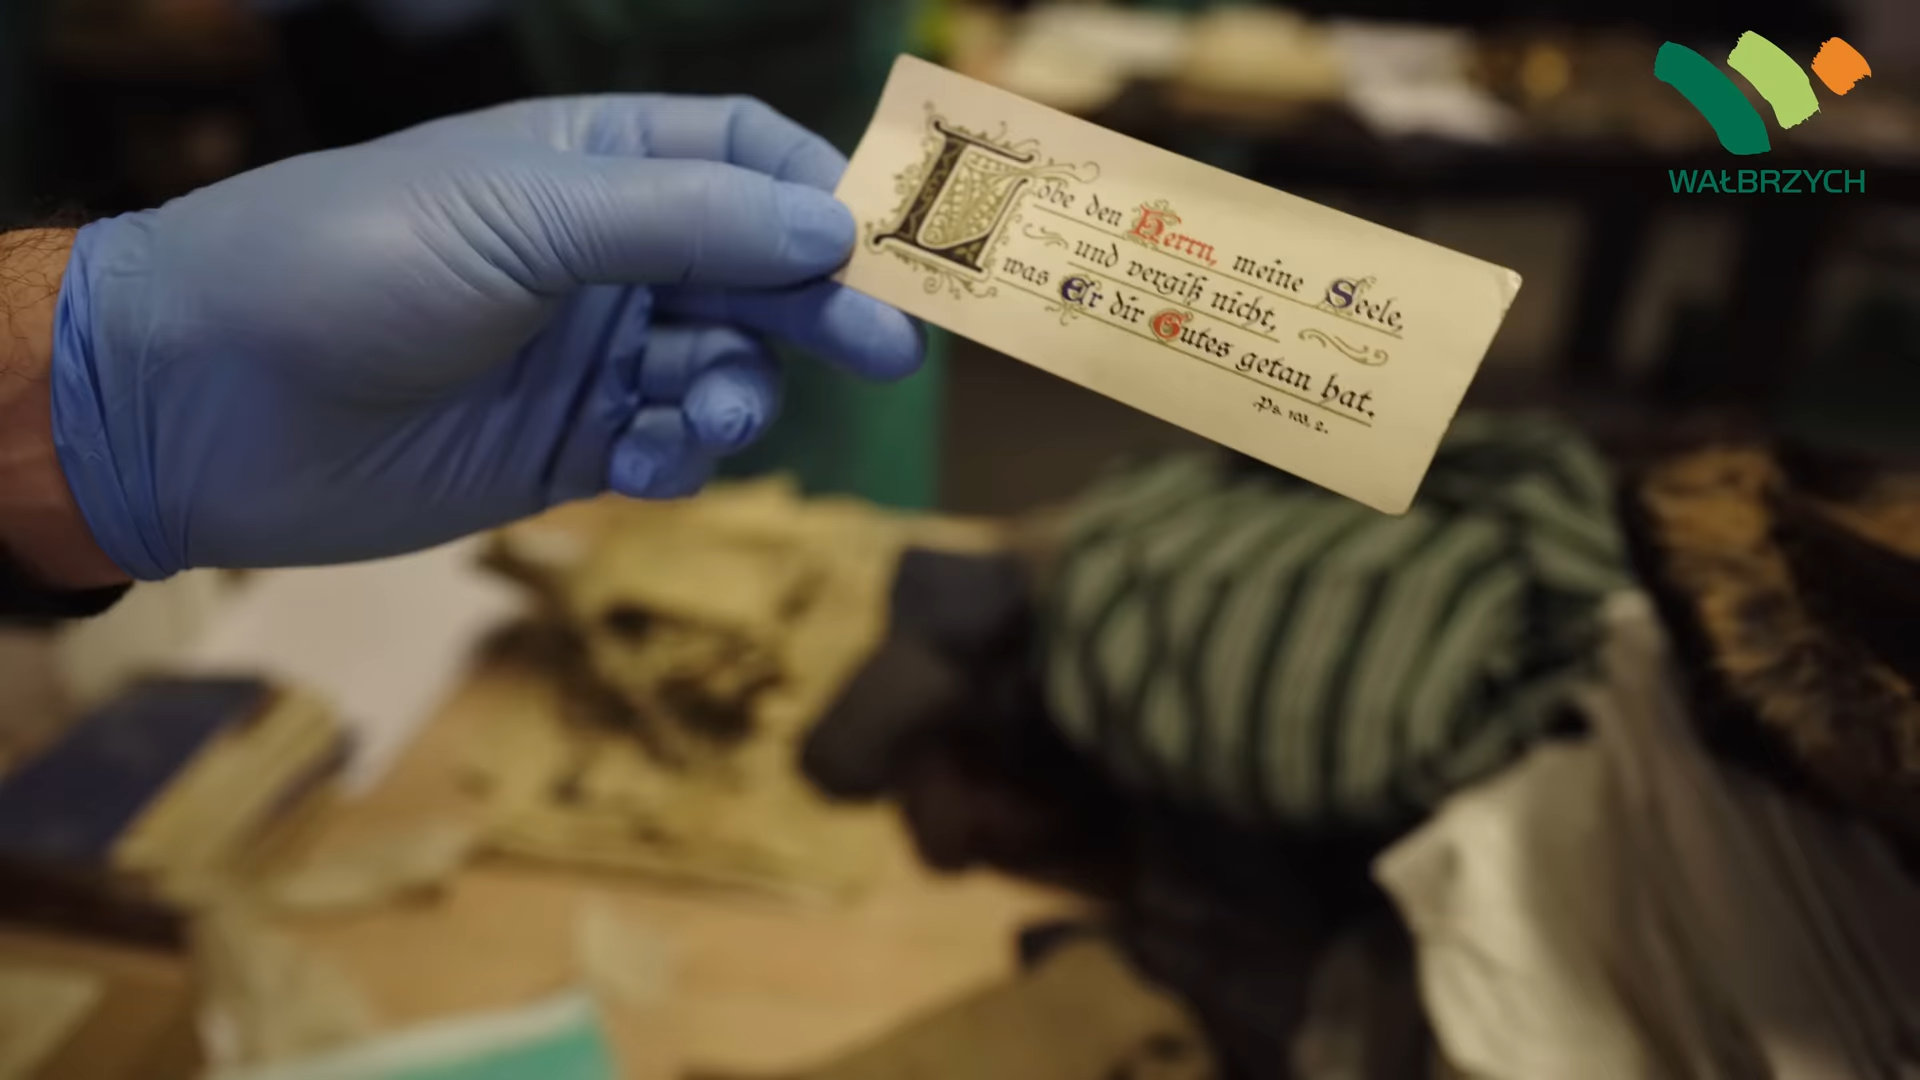 Lobe den Herrn, meine Seele,
und vergiß nicht,
was Er dir Gutes getan hat.
Ps. 103, 2.
WAŁBRZYCH